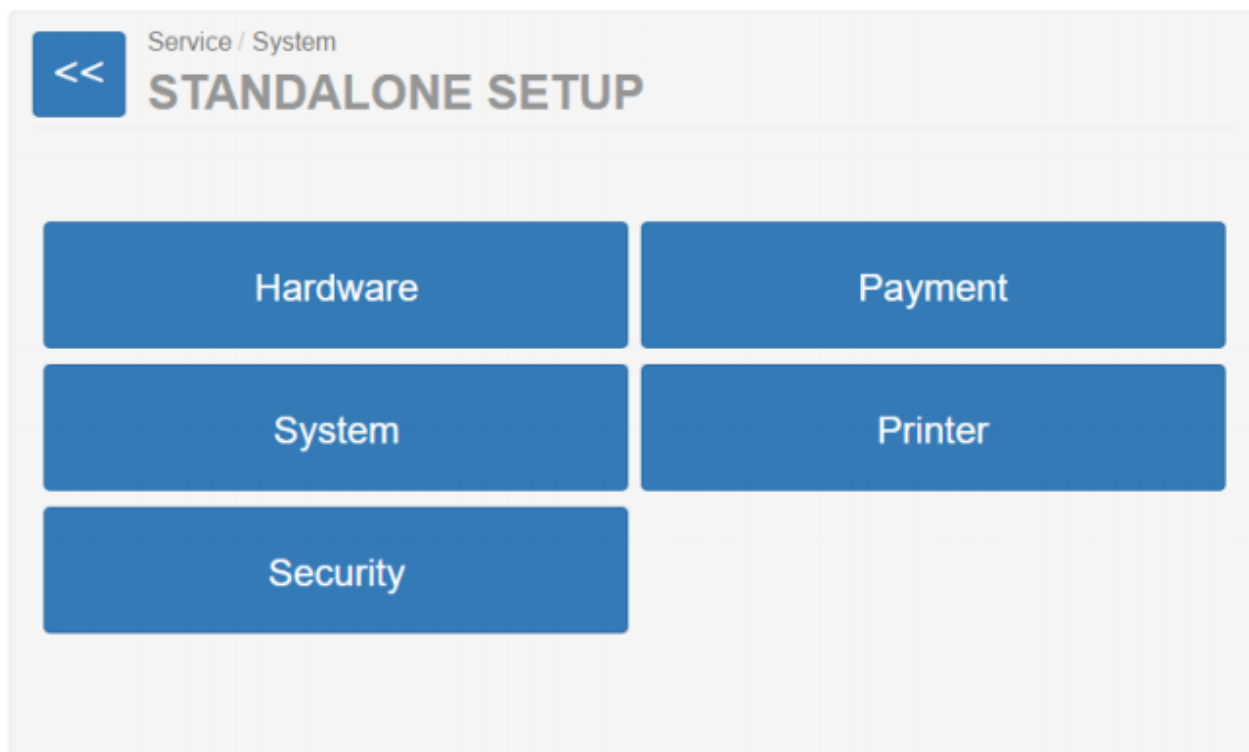 <<
Service / System
STANDALONE SETUP
Hardware
Payment
System
Printer
Security